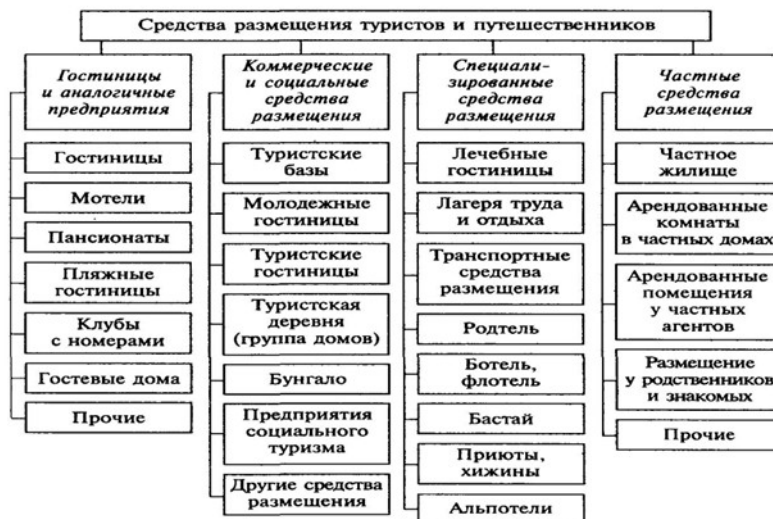 Средства размещения туристов и путешественников
Гостиницы
и аналогичные
предприятия
Гостиницы
Мотели
Пансионаты
Пляжные
гостиницы
Клубы
с номерами
Гостевые дома
Прочие
Коммерческие
и социальные
средства
размещения
Туристские
базы
Молодежные
гостиницы
Туристские
гостиницы
Туристская
деревня
(группа домов)
Бунгало
Предприятия
социального
туризма
Другие средства
размещения
Специали-
зированные
средства
размещения
Лечебные
гостиницы
Лагеря труда
и отдыха
Транспортные
средства
размещения
Родтель
Ботель,
флотель
Бастай
Приюты,
хижины
Альпотели
Частные
средства
размещения
Частное
жилище
Арендованные
комнаты
в частных домах
Арендованные
помещения
у частных
агентов
Размещение
у родственников
и знакомых
Прочие